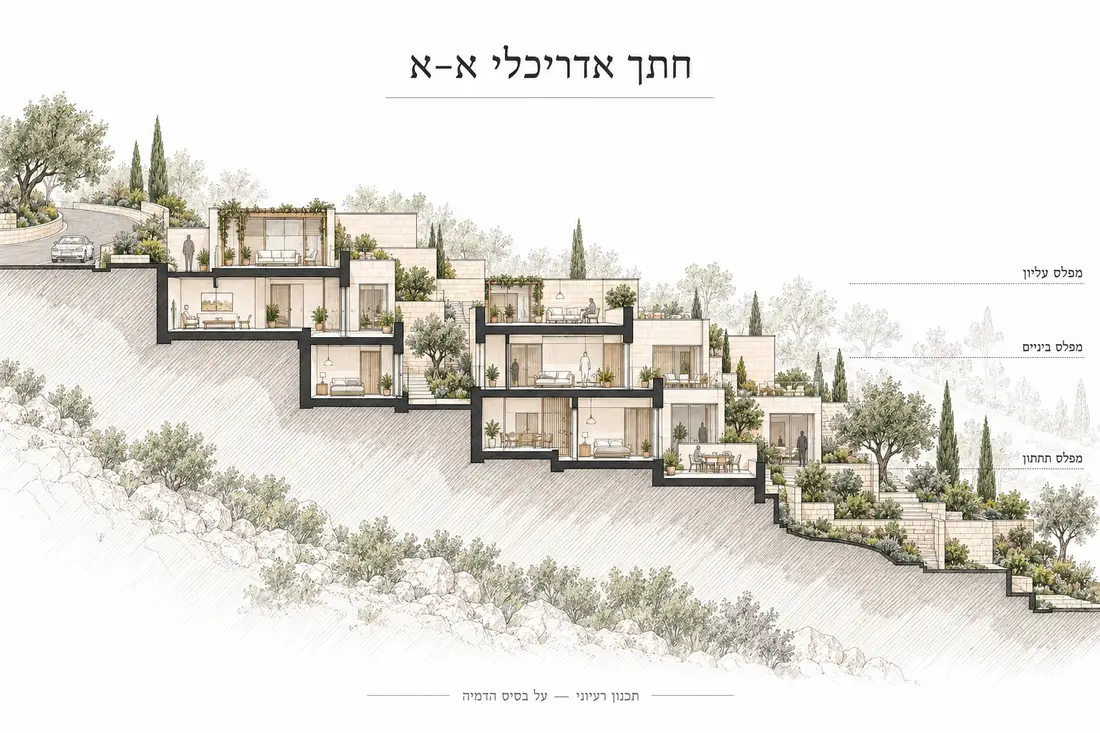 חתך אדריכלי א–א
מפלס עליון
מפלס ביניים
מפלס תחתון
תכנון רעיוני — על בסיס הדמיה